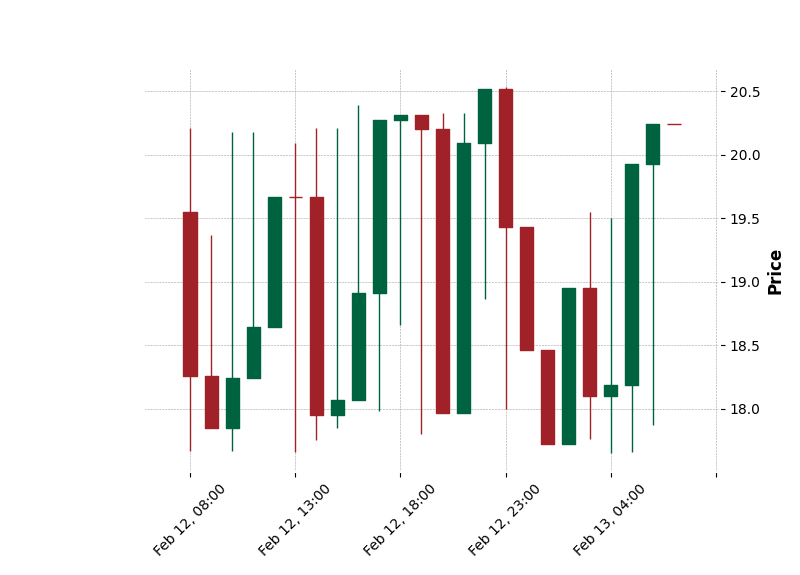 20.5
20.0
19.5
19.0
18.5
18.0
Price
Feb 12, 08:00
Feb 12, 13:00
Feb 12, 18:00
Feb 12, 23:00
Feb 13, 04:00